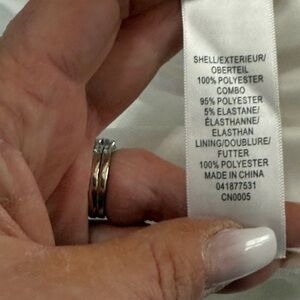 SHELL/EXTERIEUR/
OBERTEIL
100% POLYESTER
COMBO
95% POLYESTER
5% ELASTANE/
ÉLASTHANNE/
ELASTHAN
LINING/DOUBLURE/
FUTTER
100% POLYESTER
MADE IN CHINA
041877531
CN0005